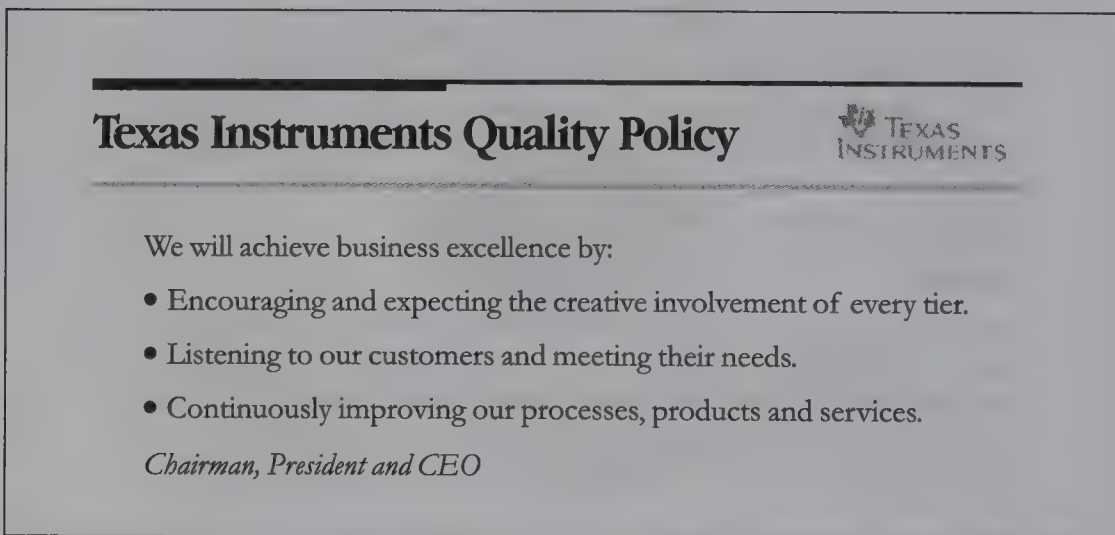 Texas Instruments Quality Policy
TEXAS
INSTRUMENTS
We will achieve business excellence by:
• Encouraging and expecting the creative involvement of every tier.
• Listening to our customers and meeting their needs.
• Continuously improving our processes, products and services.
Chairman, President and CEO